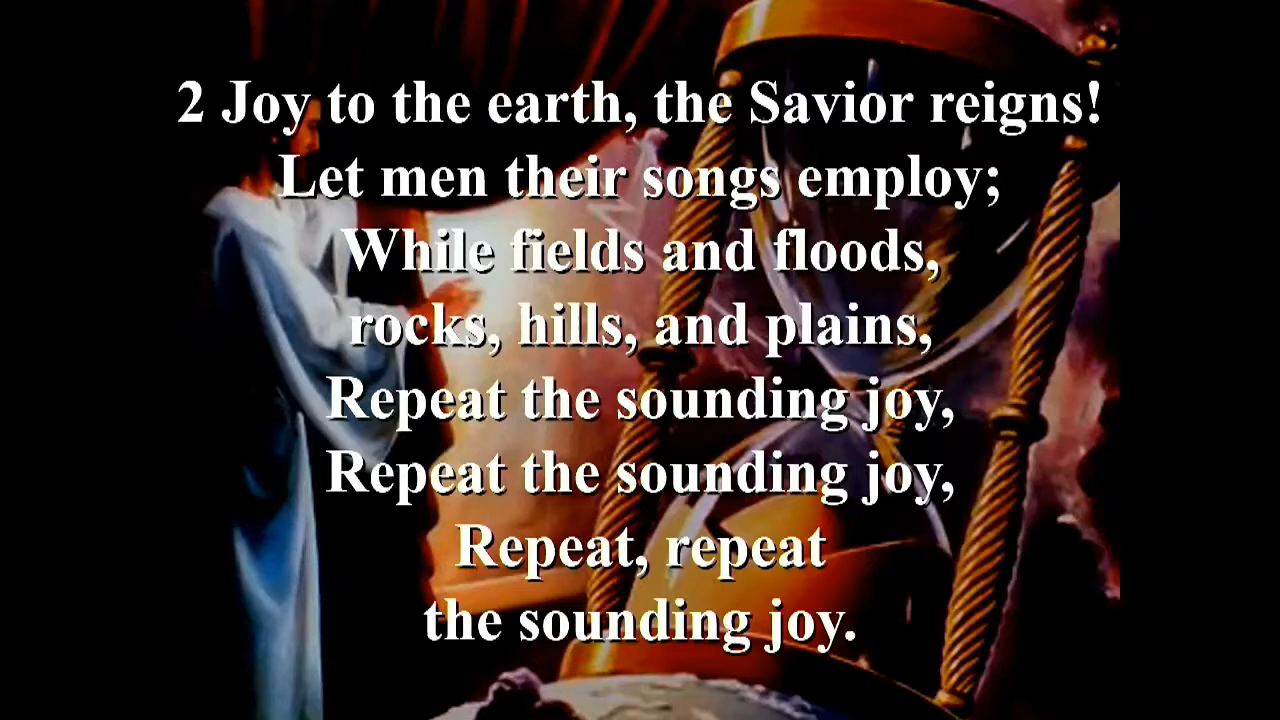 2 Joy to the earth, the Savior reigns!
Let men their songs employ;
While fields and floods,
rocks, hills, and plains,
Repeat the sounding joy,
Repeat the sounding joy,
Repeat, repeat
the sounding joy.